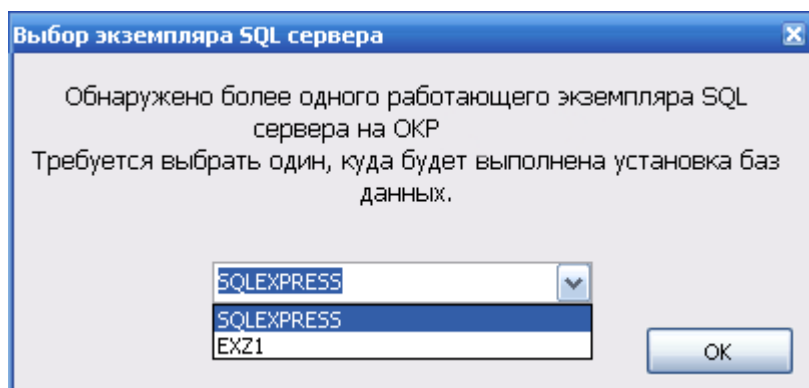 Выбор экземпляра SQL сервера
Обнаружено более одного работающего экземпляра SQL
сервера на ОКР
Требуется выбрать один, куда будет выполнена установка баз
данных.
SQLEXPRESS
SQLEXPRESS
EXZ1
OK